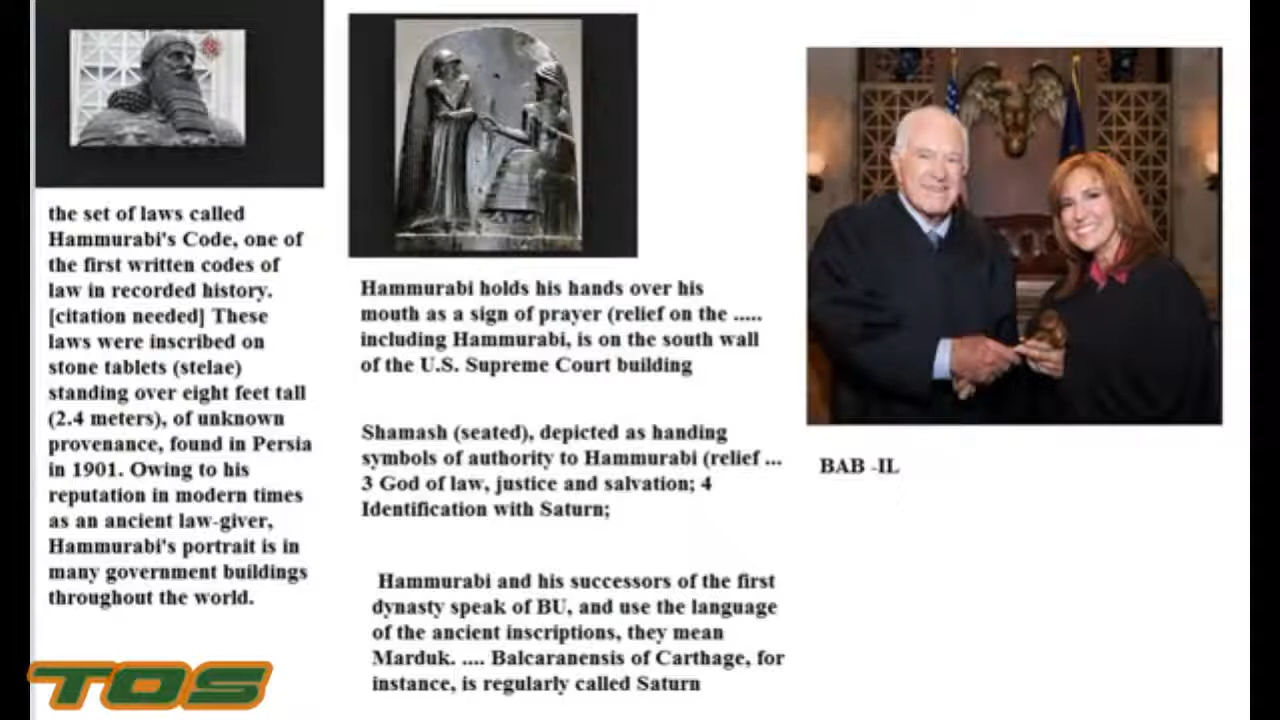 the set of laws called
Hammurabi's Code, one of
the first written codes of
law in recorded history.
[citation needed] These
laws were inscribed on
stone tablets (stelae)
standing over eight feet tall
(2.4 meters), of unknown
provenance, found in Persia
in 1901. Owing to his
reputation in modern times
as an ancient law-giver,
Hammurabi's portrait is in
many government buildings
throughout the world.
Hammurabi holds his hands over his
mouth as a sign of prayer (relief on the .....
including Hammurabi, is on the south wall
of the U.S. Supreme Court building
Shamash (seated), depicted as handing
symbols of authority to Hammurabi (relief ...
3 God of law, justice and salvation; 4
Identification with Saturn;
Hammurabi and his successors of the first
dynasty speak of BU, and use the language
of the ancient inscriptions, they mean
Marduk. .... Balcaranensis of Carthage, for
instance, is regularly called Saturn
BAB -IL
TOS